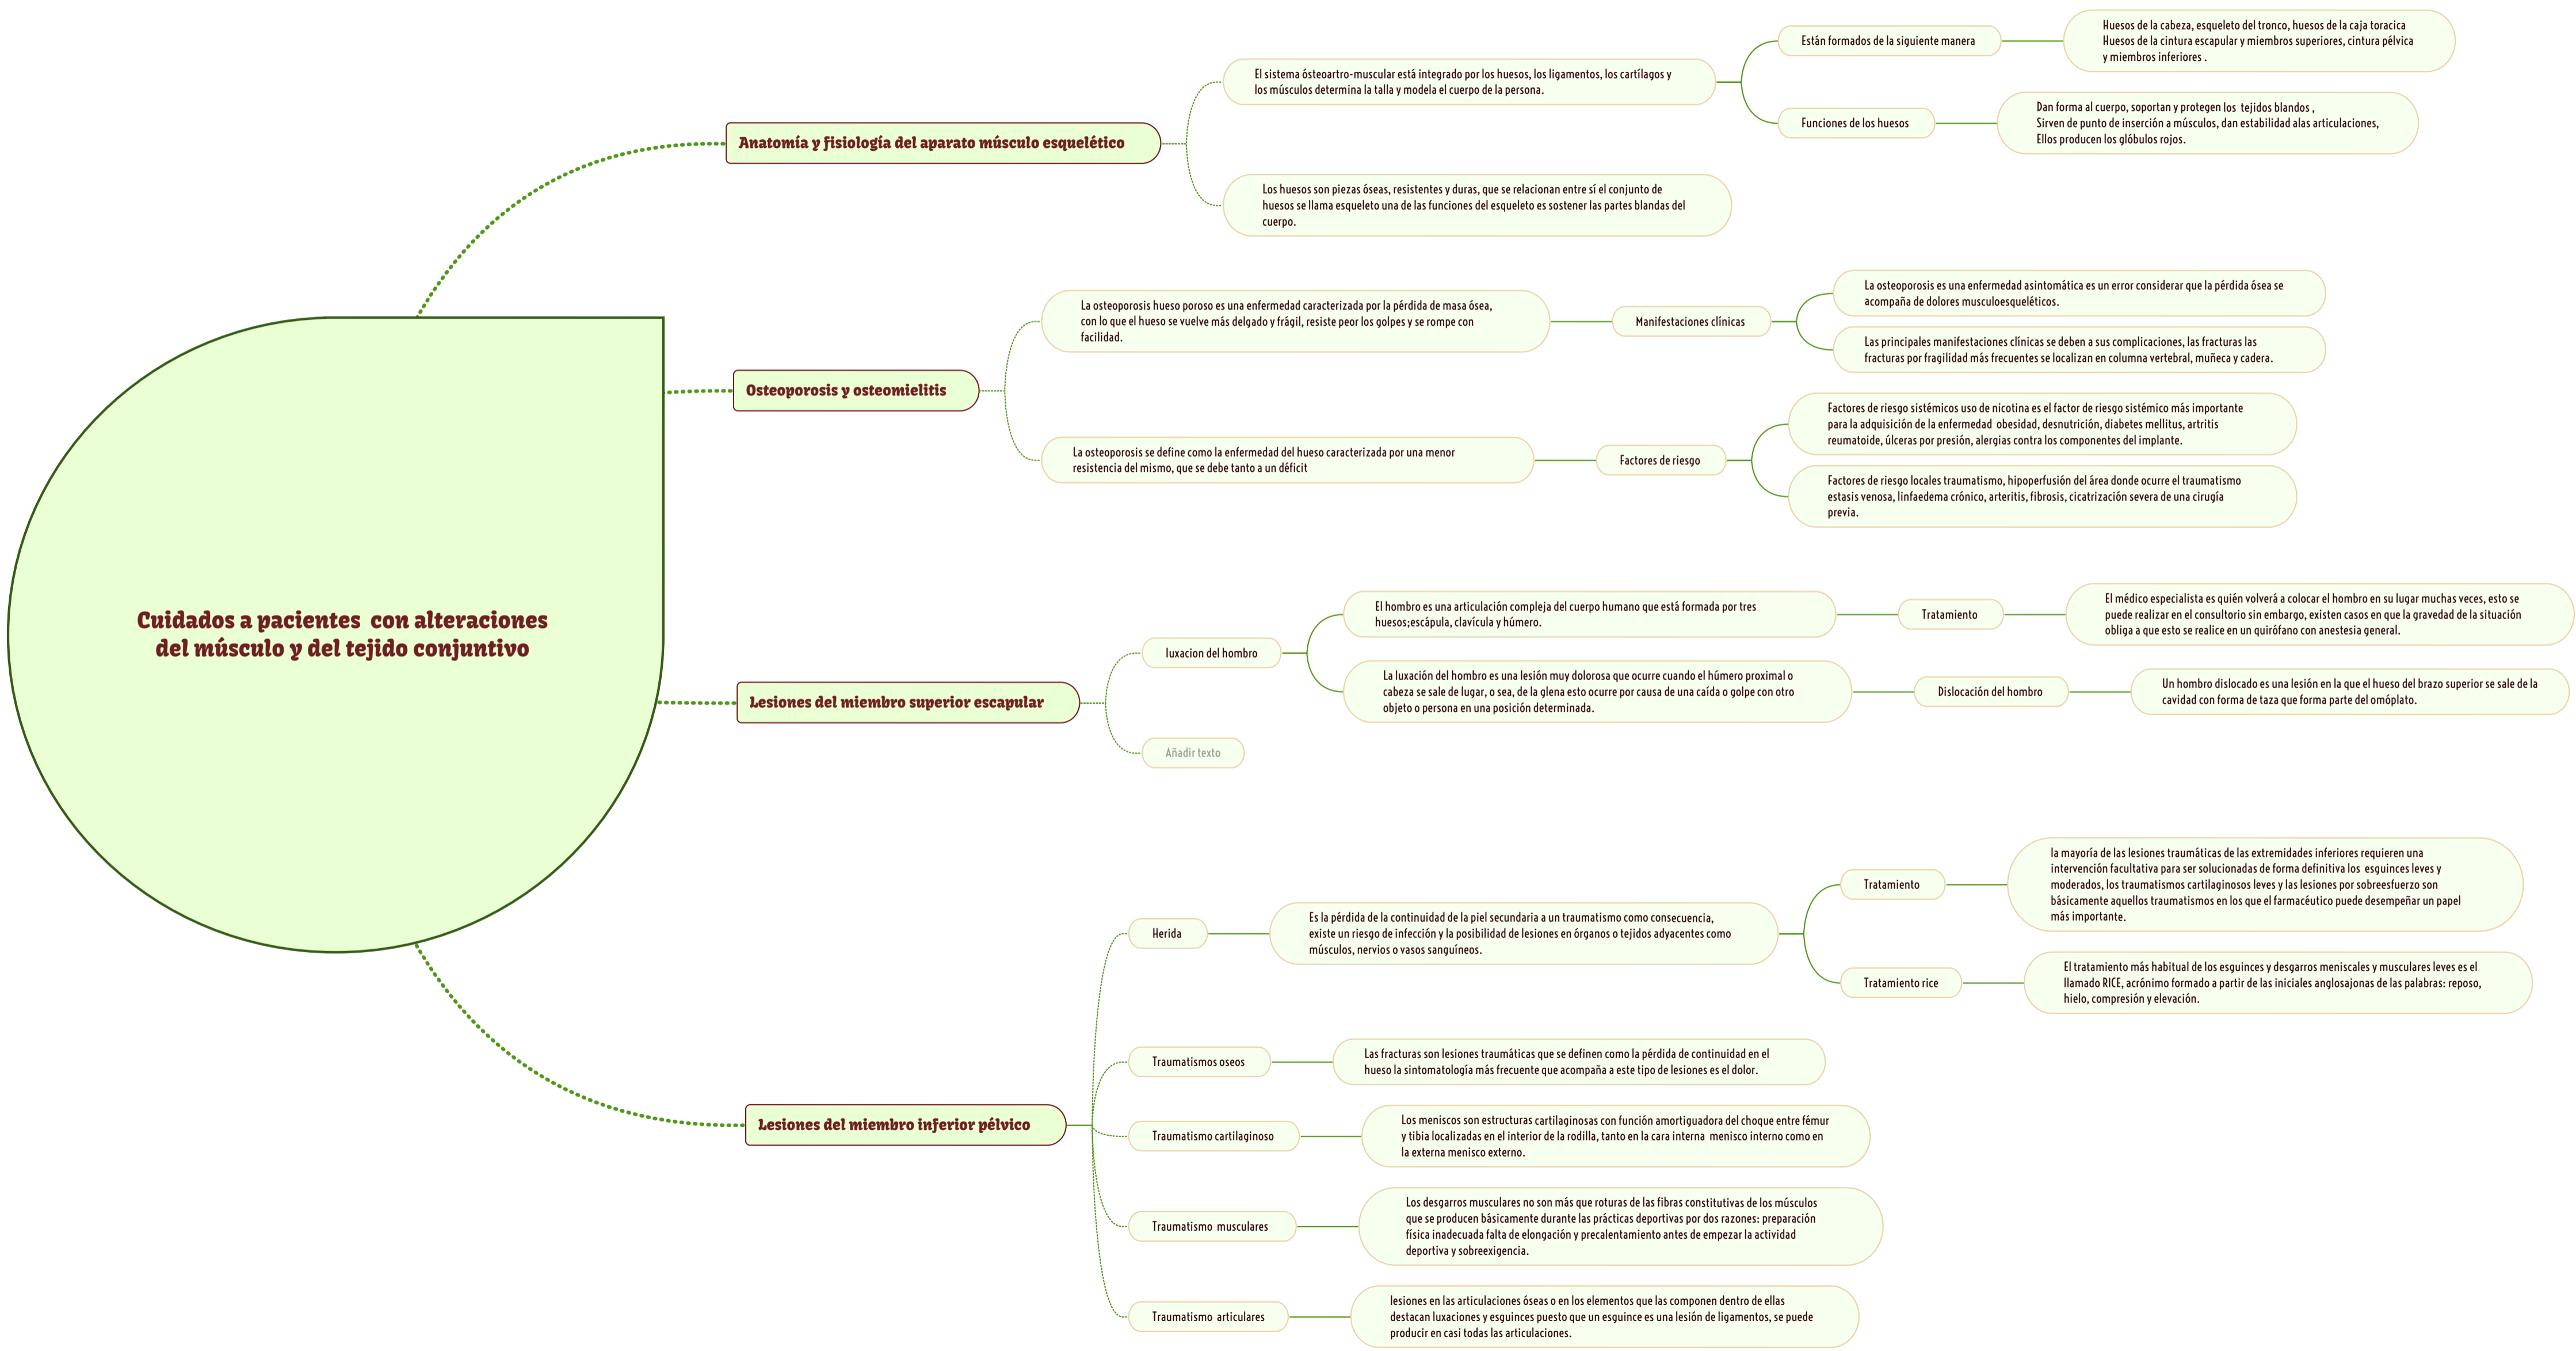 Cuidados a pacientes  con alteraciones
del músculo y del tejido conjuntivo
Anatomía y fisiología del aparato músculo esquelético
El sistema ósteoartro-muscular está integrado por los huesos, los ligamentos, los cartílagos y
los músculos determina la talla y modela el cuerpo de la persona.
Están formados de la siguiente manera
Huesos de la cabeza, esqueleto del tronco, huesos de la caja toracica
Huesos de la cintura escapular y miembros superiores, cintura pélvica
y miembros inferiores .
Funciones de los huesos
Dan forma al cuerpo, soportan y protegen los  tejidos blandos ,
Sirven de punto de inserción a músculos, dan estabilidad alas articulaciones,
Ellos producen los glóbulos rojos.
Los huesos son piezas óseas, resistentes y duras, que se relacionan entre sí el conjunto de
huesos se llama esqueleto una de las funciones del esqueleto es sostener las partes blandas del
cuerpo.
Osteoporosis y osteomielitis
La osteoporosis hueso poroso es una enfermedad caracterizada por la pérdida de masa ósea,
con lo que el hueso se vuelve más delgado y frágil, resiste peor los golpes y se rompe con
facilidad.
Manifestaciones clínicas
La osteoporosis es una enfermedad asintomática es un error considerar que la pérdida ósea se
acompaña de dolores musculoesqueléticos.
Las principales manifestaciones clínicas se deben a sus complicaciones, las fracturas las
fracturas por fragilidad más frecuentes se localizan en columna vertebral, muñeca y cadera.
La osteoporosis se define como la enfermedad del hueso caracterizada por una menor
resistencia del mismo, que se debe tanto a un déficit
Factores de riesgo
Factores de riesgo sistémicos uso de nicotina es el factor de riesgo sistémico más importante
para la adquisición de la enfermedad  obesidad, desnutrición, diabetes mellitus, artritis
reumatoide, úlceras por presión, alergias contra los componentes del implante.
Factores de riesgo locales traumatismo, hipoperfusión del área donde ocurre el traumatismo
estasis venosa, linfaedema crónico, arteritis, fibrosis, cicatrización severa de una cirugía
previa.
Lesiones del miembro superior escapular
luxacion del hombro
El hombro es una articulación compleja del cuerpo humano que está formada por tres
huesos;escápula, clavícula y húmero.
Tratamiento
El médico especialista es quién volverá a colocar el hombro en su lugar muchas veces, esto se
puede realizar en el consultorio sin embargo, existen casos en que la gravedad de la situación
obliga a que esto se realice en un quirófano con anestesia general.
La luxación del hombro es una lesión muy dolorosa que ocurre cuando el húmero proximal o
cabeza se sale de lugar, o sea, de la glena esto ocurre por causa de una caída o golpe con otro
objeto o persona en una posición determinada.
Dislocación del hombro
Un hombro dislocado es una lesión en la que el hueso del brazo superior se sale de la
cavidad con forma de taza que forma parte del omóplato.
Añadir texto
Lesiones del miembro inferior pélvico
Herida
Es la pérdida de la continuidad de la piel secundaria a un traumatismo como consecuencia,
existe un riesgo de infección y la posibilidad de lesiones en órganos o tejidos adyacentes como
músculos, nervios o vasos sanguíneos.
Tratamiento
la mayoría de las lesiones traumáticas de las extremidades inferiores requieren una
intervención facultativa para ser solucionadas de forma definitiva los  esguinces leves y
moderados, los traumatismos cartilaginosos leves y las lesiones por sobreesfuerzo son
básicamente aquellos traumatismos en los que el farmacéutico puede desempeñar un papel
más importante.
Tratamiento rice
El tratamiento más habitual de los esguinces y desgarros meniscales y musculares leves es el
llamado RICE, acrónimo formado a partir de las iniciales anglosajonas de las palabras: reposo,
hielo, compresión y elevación.
Traumatismos oseos
Las fracturas son lesiones traumáticas que se definen como la pérdida de continuidad en el
hueso la sintomatología más frecuente que acompaña a este tipo de lesiones es el dolor.
Traumatismo cartilaginoso
Los meniscos son estructuras cartilaginosas con función amortiguadora del choque entre fémur
y tibia localizadas en el interior de la rodilla, tanto en la cara interna  menisco interno como en
la externa menisco externo.
Traumatismo  musculares
Los desgarros musculares no son más que roturas de las fibras constitutivas de los músculos
que se producen básicamente durante las prácticas deportivas por dos razones: preparación
física inadecuada falta de elongación y precalentamiento antes de empezar la actividad
deportiva y sobreexigencia.
Traumatismo  articulares
lesiones en las articulaciones óseas o en los elementos que las componen dentro de ellas
destacan luxaciones y esguinces puesto que un esguince es una lesión de ligamentos, se puede
producir en casi todas las articulaciones.